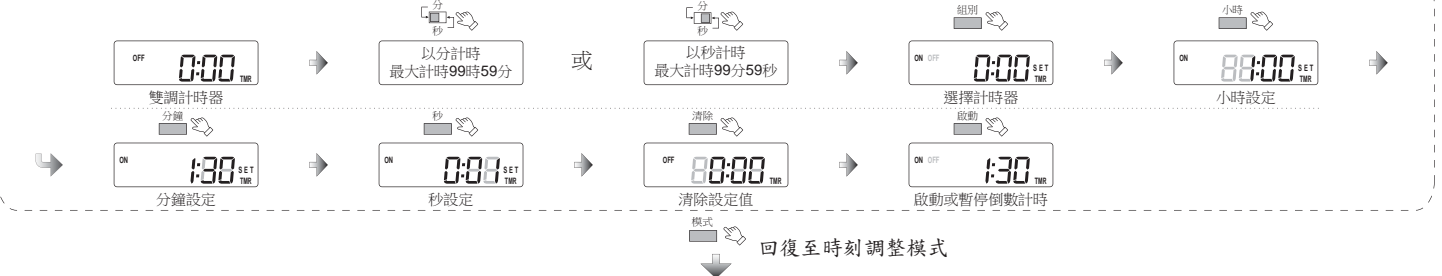 分
秒
分
秒
組別
小時
OFF 0:00 TMR
以分計時
最大計時99時59分
或
以秒計時
最大計時99分59秒
ON OFF 0:00 SET TMR
ON 88:00 SET TMR
雙調計時器
選擇計時器
小時設定
分鐘
秒
清除
啟動
ON 1:30 SET TMR
ON 0:01 SET TMR
OFF 00:00 TMR
ON OFF 1:30 TMR
分鐘設定
秒設定
清除設定值
啟動或暫停倒數計時
模式
回復至時刻調整模式